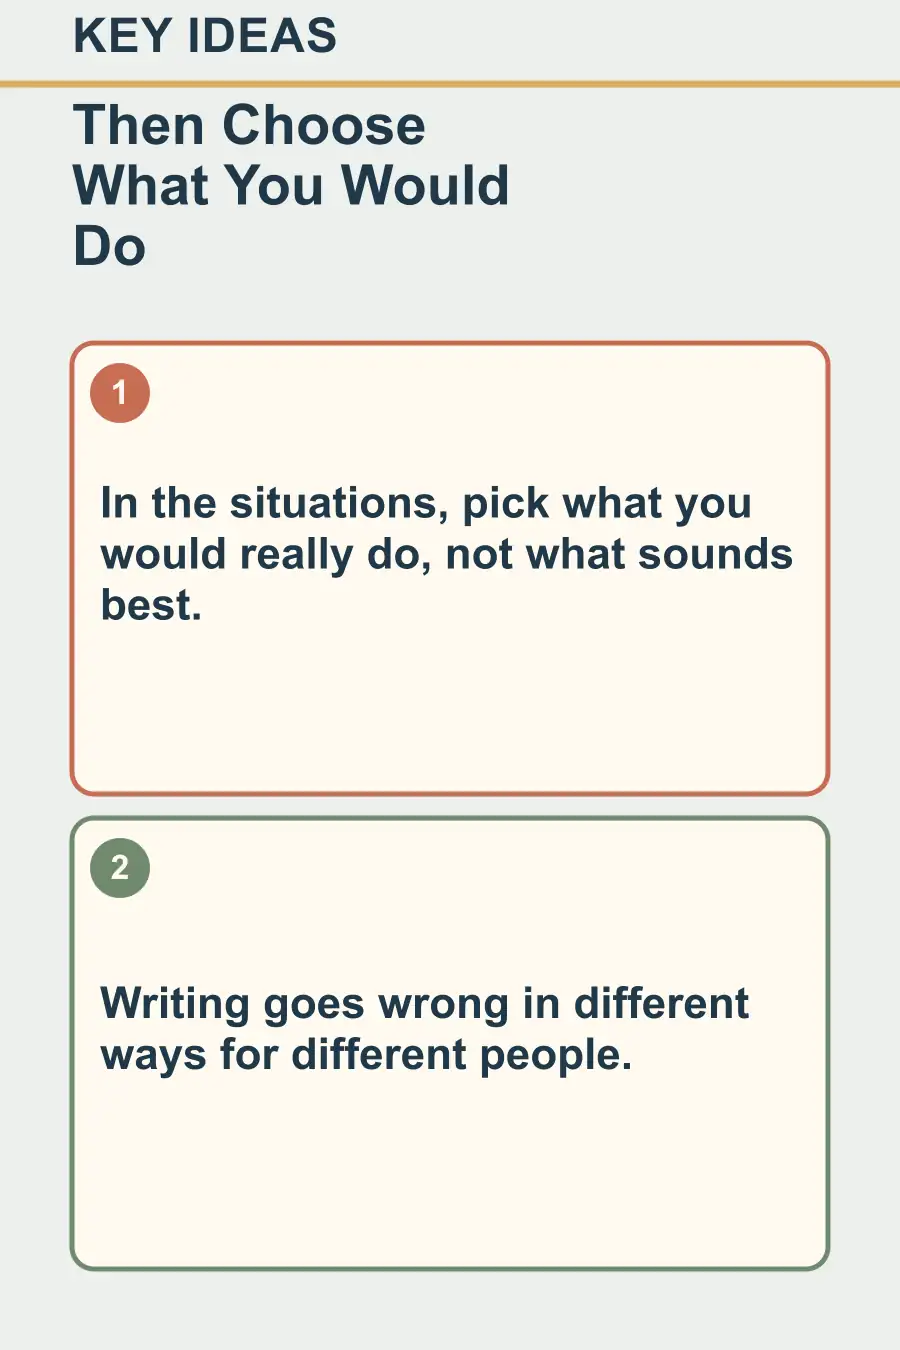 KEY IDEAS
Then Choose
What You Would
Do
1
In the situations, pick what you
would really do, not what sounds
best.
2
Writing goes wrong in different
ways for different people.